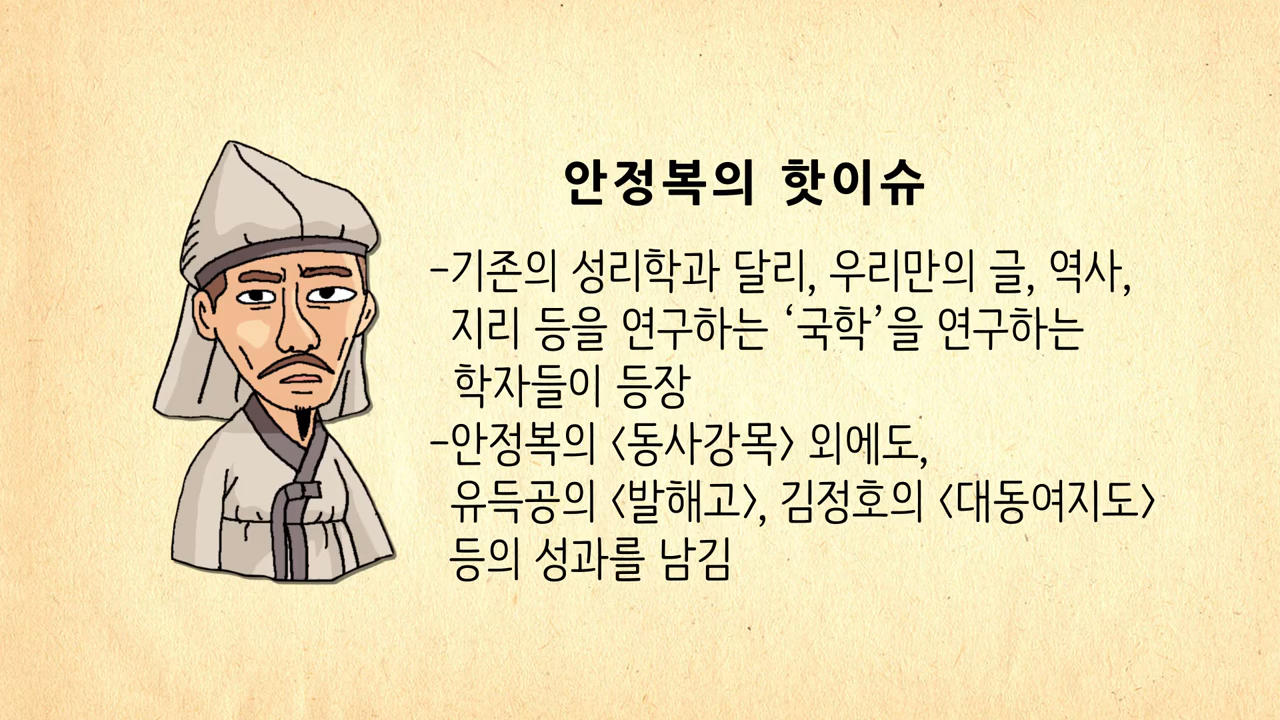 안정복의 핫이슈
-기존의 성리학과 달리, 우리만의 글, 역사,
지리 등을 연구하는 ‘국학’을 연구하는
학자들이 등장
-안정복의 〈동사강목〉 외에도,
유득공의 〈발해고〉, 김정호의 〈대동여지도〉
등의 성과를 남김